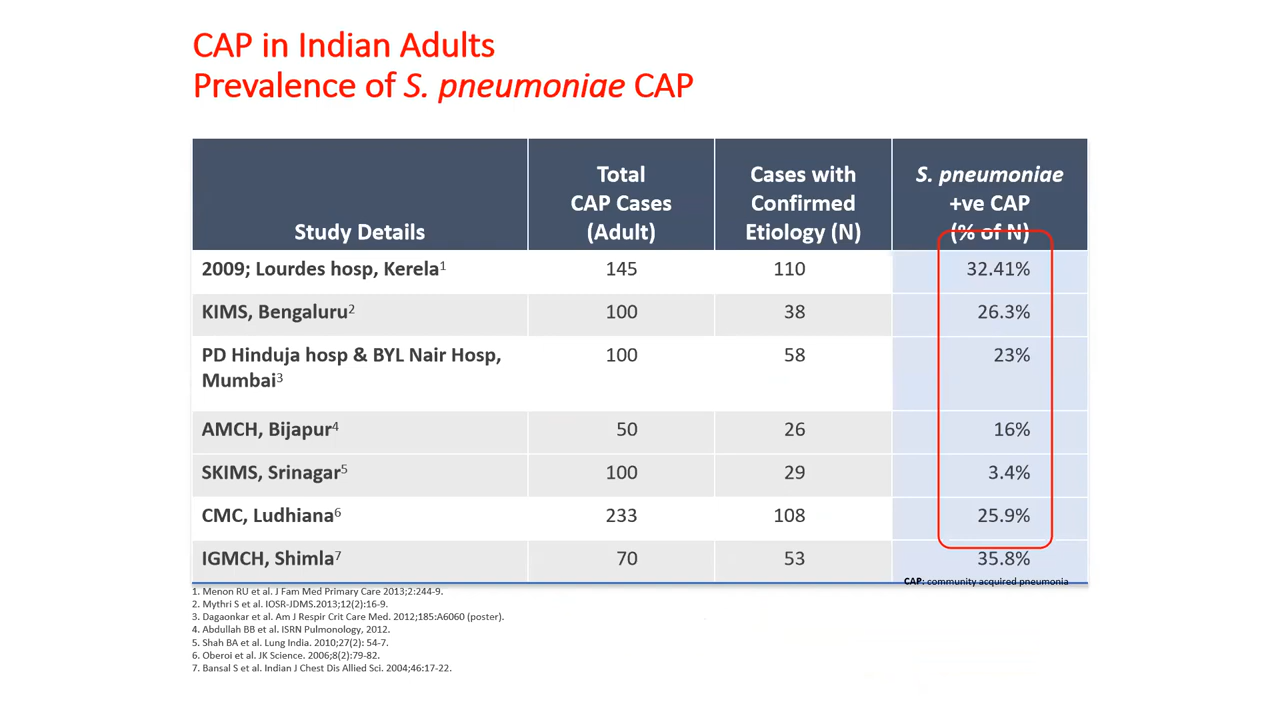 CAP in Indian Adults
Prevalence of S. pneumoniae CAP
Study Details
Total
CAP Cases
(Adult)
Cases with
Confirmed
Etiology (N)
S. pneumoniae
+ve CAP
(% of N)
2009; Lourdes hosp, Kerela1 145 110 32.41%
KIMS, Bengaluru2 100 38 26.3%
PD Hinduja hosp & BYL Nair Hosp, 100 58 23%
Mumbai3
AMCH, Bijapur4 50 26 16%
SKIMS, Srinagar5 100 29 3.4%
CMC, Ludhiana6 233 108 25.9%
IGMCH, Shimla7 70 53 35.8%
CAP: community acquired pneumonia
1. Menon RU et al. J Fam Med Primary Care 2013;2:244-9.
2. Mythri S et al. IOSR-JDMS.2013;12(2):16-9.
3. Dagaonkar et al. Am J Respir Crit Care Med. 2012;185:A6060 (poster).
4. Abdullah BB et al. ISRN Pulmonology, 2012.
5. Shah BA et al. Lung India. 2010;27(2): 54-7.
6. Oberoi et al. JK Science. 2006;8(2):79-82.
7. Bansal S et al. Indian J Chest Dis Allied Sci. 2004;46:17-22.